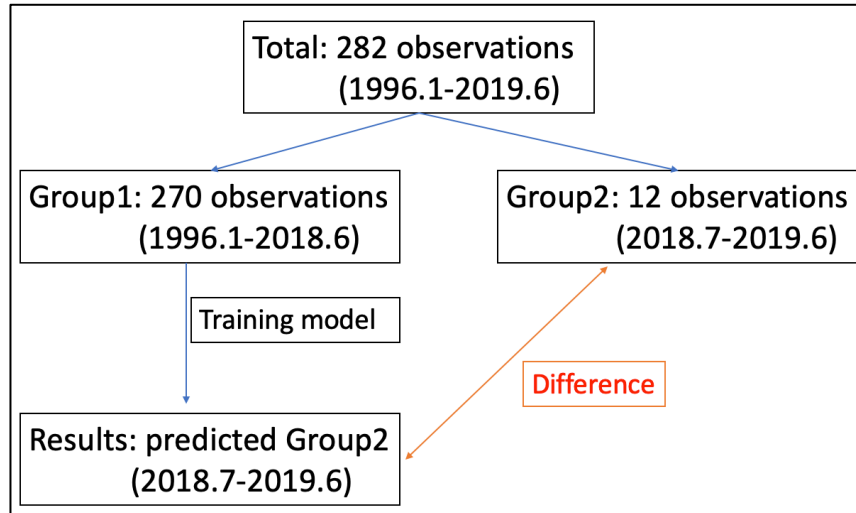 Total: 282 observations
(1996.1-2019.6)
Group1: 270 observations
(1996.1-2018.6)
Group2: 12 observations
(2018.7-2019.6)
Training model
Difference
Results: predicted Group2
(2018.7-2019.6)